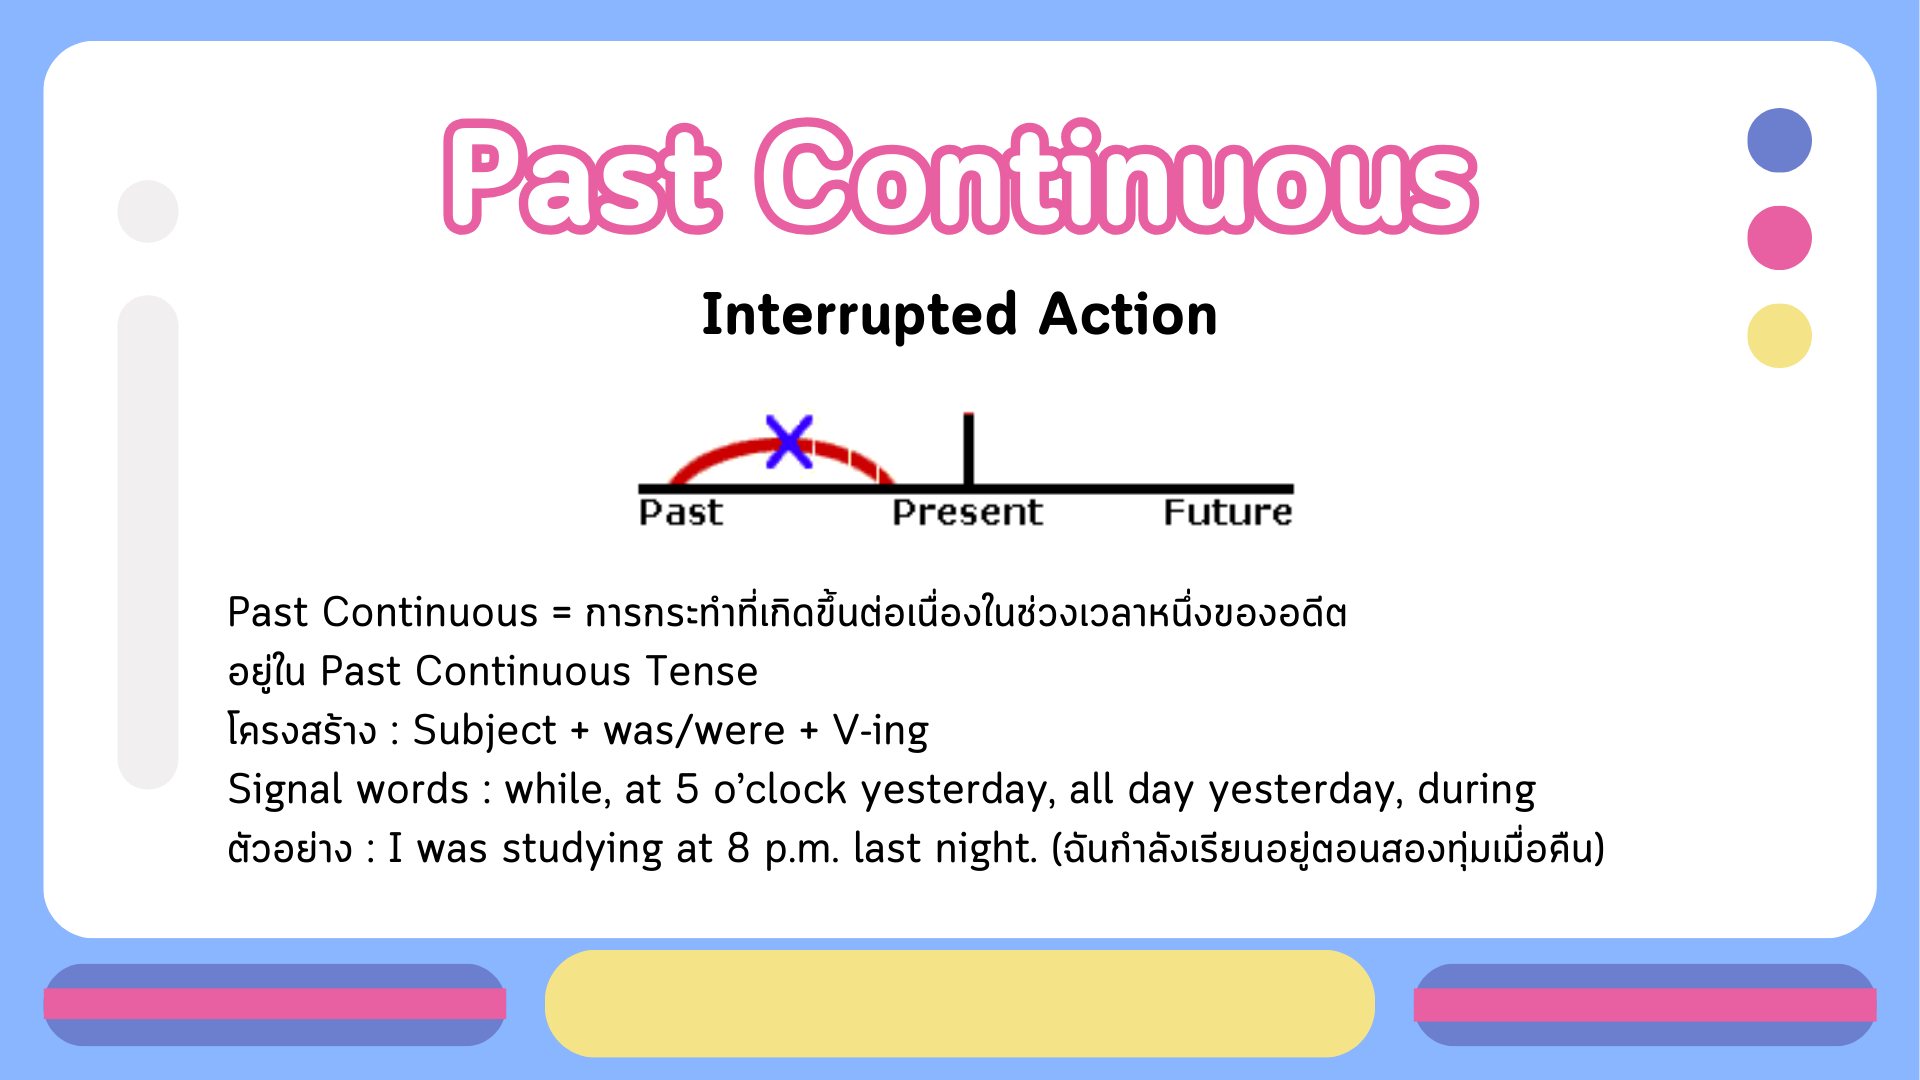 Past Continuous
Interrupted Action
Past Present Future
Past Continuous = การกระทำที่เกิดขึ้นต่อเนื่องในช่วงเวลาหนึ่งของอดีต
อยู่ใน Past Continuous Tense
โครงสร้าง : Subject + was/were + V-ing
Signal words : while, at 5 o’clock yesterday, all day yesterday, during
ตัวอย่าง : I was studying at 8 p.m. last night. (ฉันกำลังเรียนอยู่ตอนสองทุ่มเมื่อคืน)